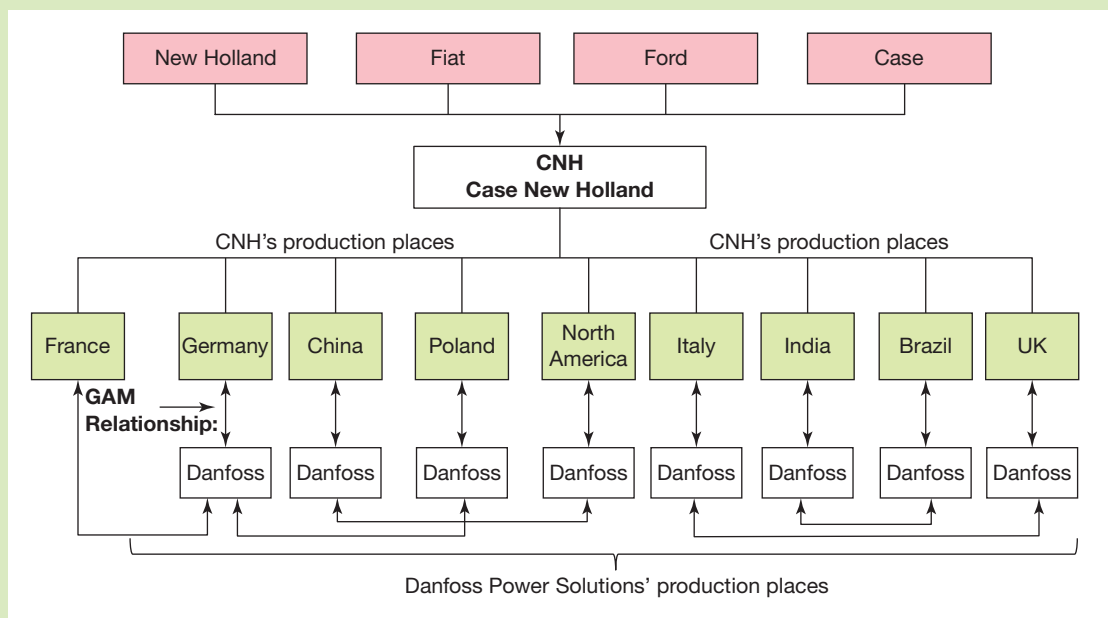 New Holland
Fiat
Ford
Case
CNH
Case New Holland
CNH's production places
CNH's production places
France
Germany
China
Poland
North
America
Italy
India
Brazil
UK
GAM
Relationship:
Danfoss
Danfoss
Danfoss
Danfoss
Danfoss
Danfoss
Danfoss
Danfoss
Danfoss Power Solutions' production places